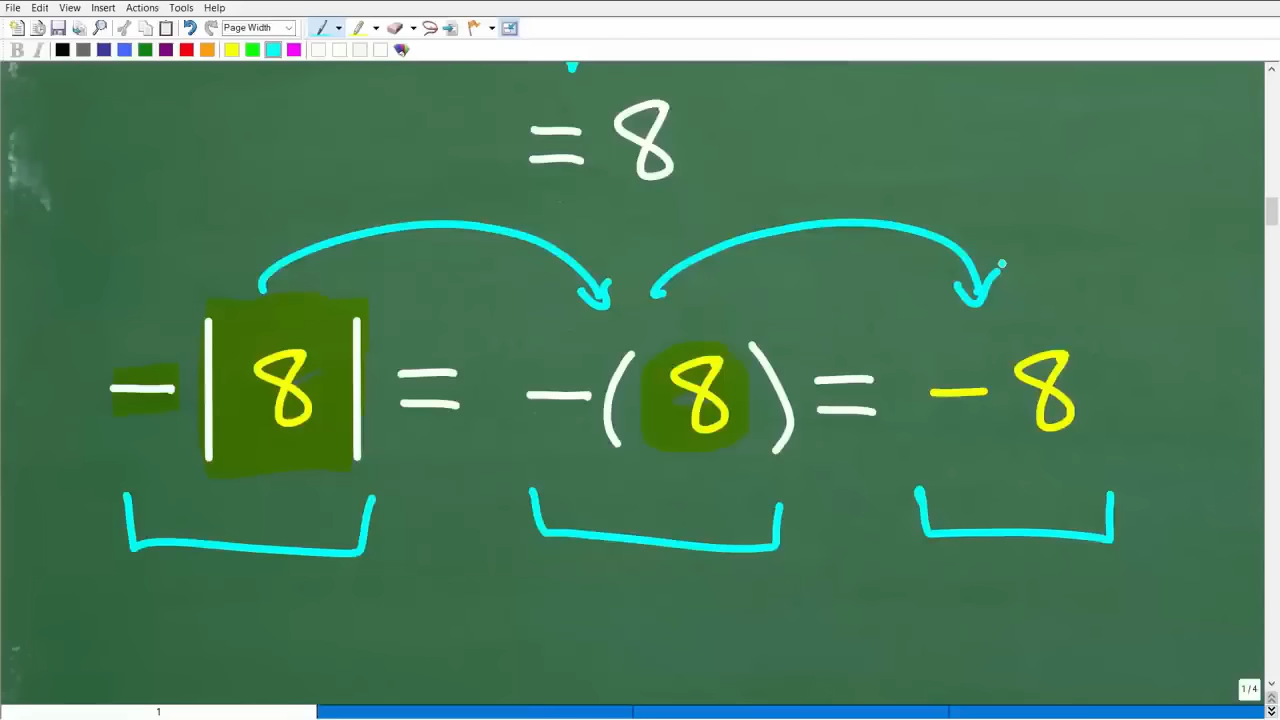 File Edit View Insert Actions Tools Help
Page Width
B I
= 8
-|8| = -(8) = -8
1/4
1